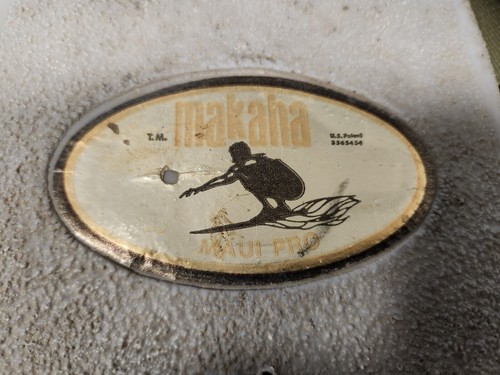 makaha
T.M.
U.S. Patent
3365454
MAUI PRO